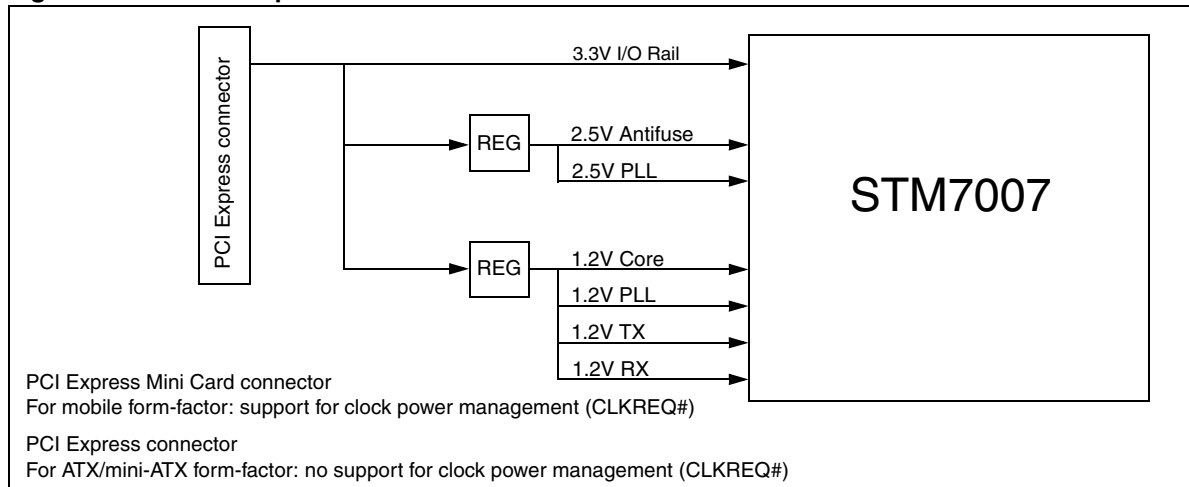 PCI Express connector
3.3V I/O Rail
REG
2.5V Antifuse
2.5V PLL
STM7007
REG
1.2V Core
1.2V PLL
1.2V TX
1.2V RX
PCI Express Mini Card connector
For mobile form-factor: support for clock power management (CLKREQ#)
PCI Express connector
For ATX/mini-ATX form-factor: no support for clock power management (CLKREQ#)